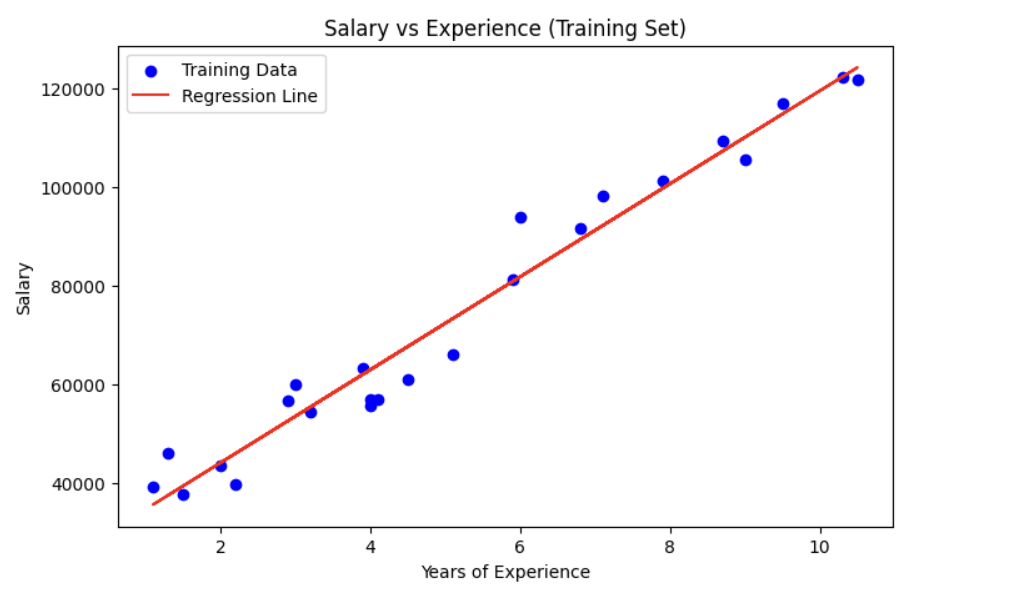 Salary vs Experience (Training Set)
Training Data
Regression Line
120000
100000
80000
60000
40000
Salary
2 4 6 8 10
Years of Experience